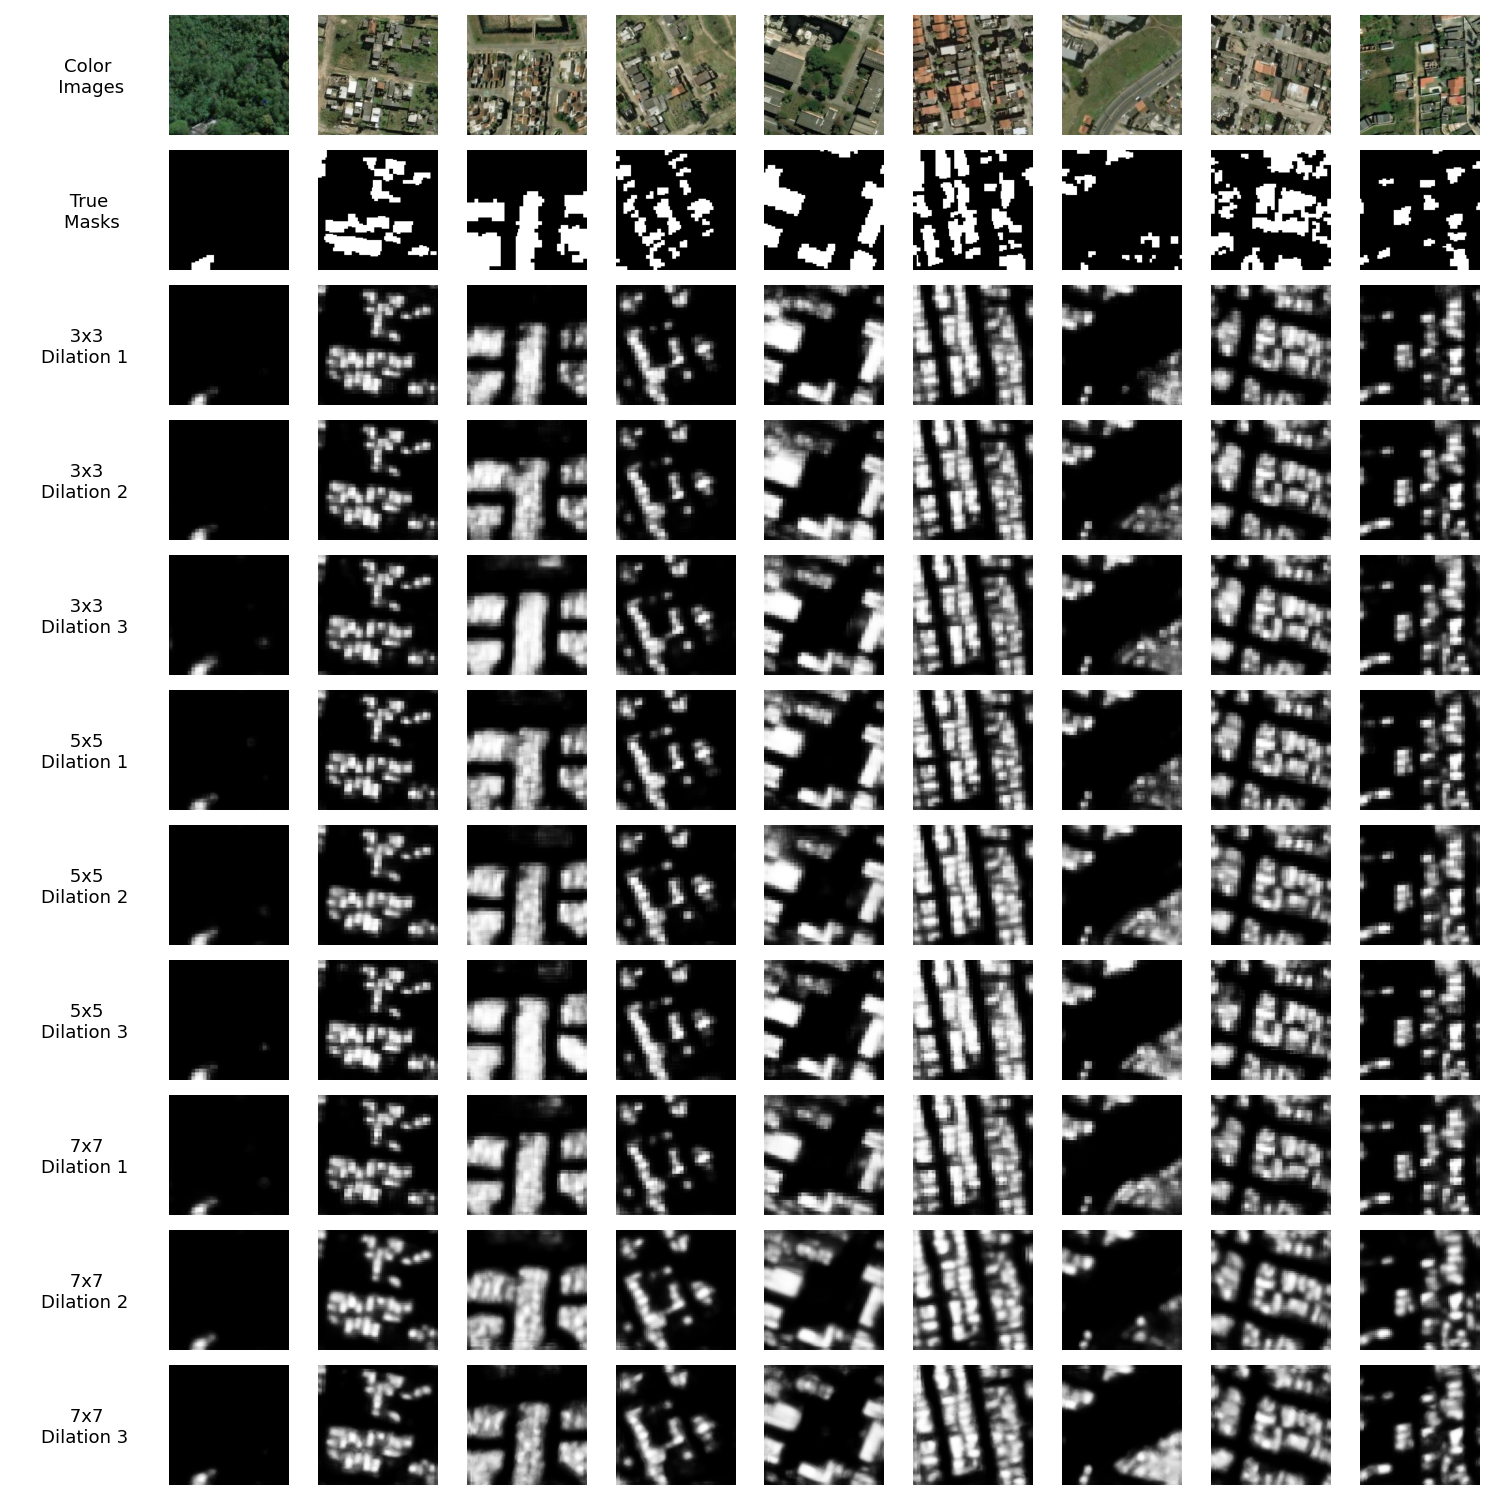 Color
Images
True
Masks
3x3
Dilation 1
3x3
Dilation 2
3x3
Dilation 3
5x5
Dilation 1
5x5
Dilation 2
5x5
Dilation 3
7x7
Dilation 1
7x7
Dilation 2
7x7
Dilation 3